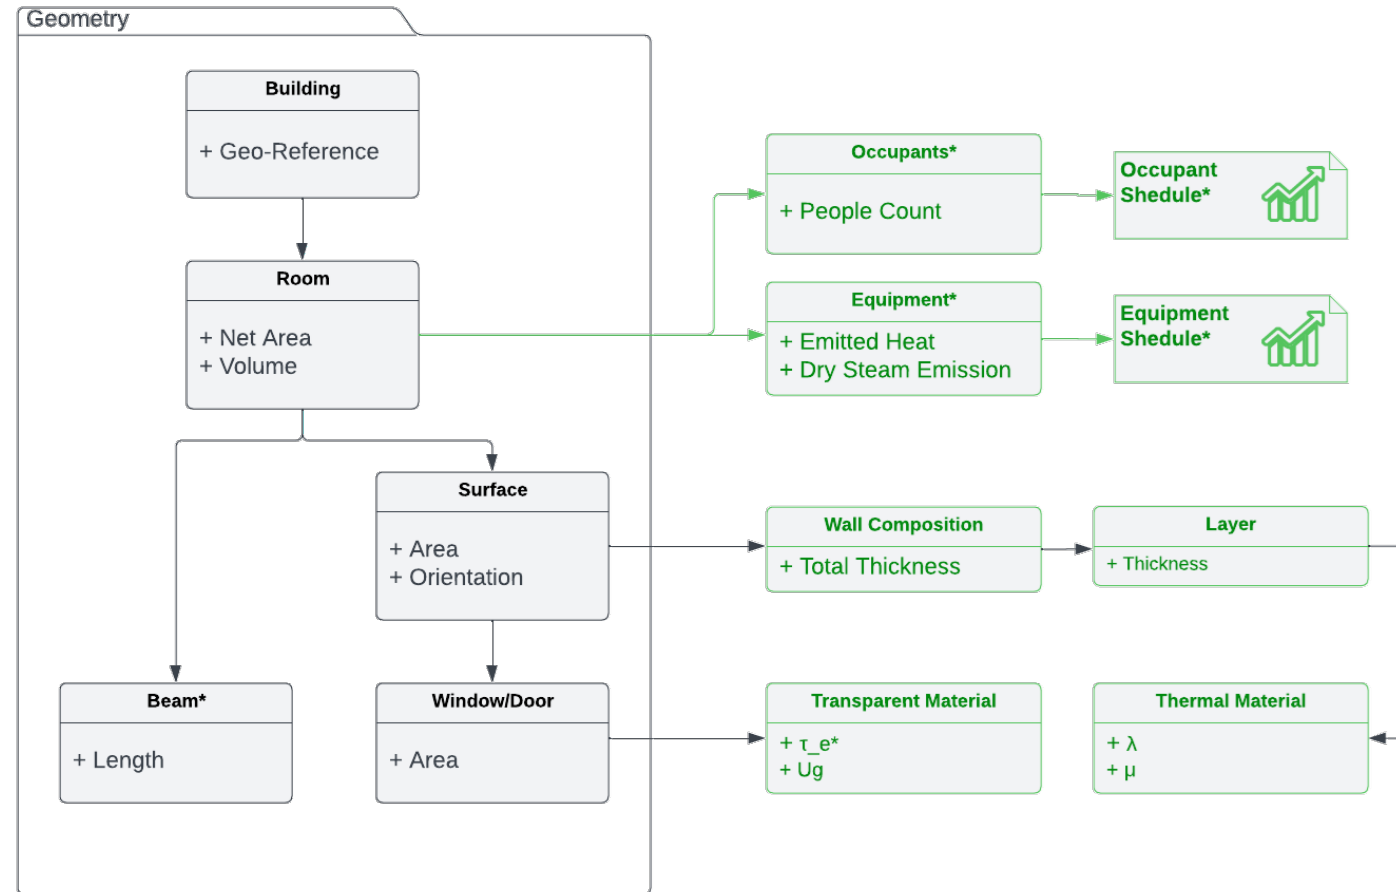 Geometry
Building
+ Geo-Reference
Room
+ Net Area
+ Volume
Occupants*
+ People Count
Occupant
Shedule*
Equipment*
+ Emitted Heat
+ Dry Steam Emission
Equipment
Shedule*
Surface
+ Area
+ Orientation
Wall Composition
+ Total Thickness
Layer
+ Thickness
Beam*
+ Length
Window/Door
+ Area
Transparent Material
+ τ_e*
+ Ug
Thermal Material
+ λ
+ μ